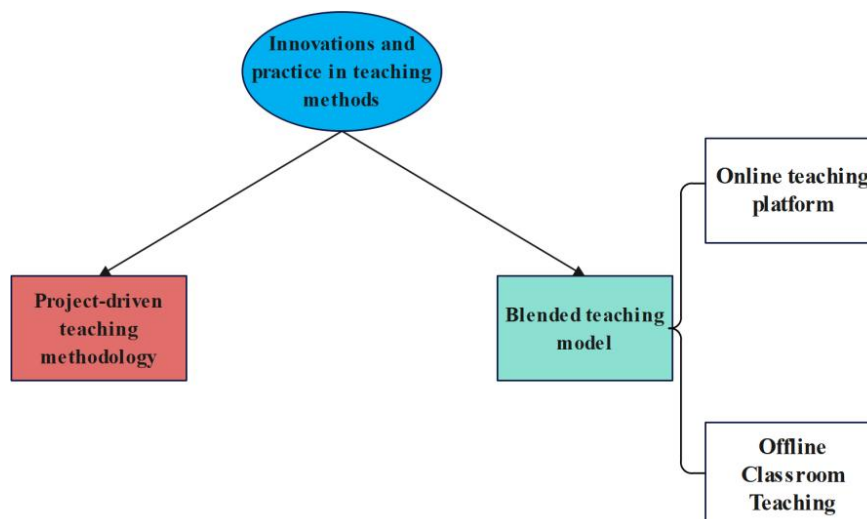 Innovations and
practice in teaching
methods
Online teaching
platform
Project-driven
teaching
methodology
Blended teaching
model
Offline
Classroom
Teaching